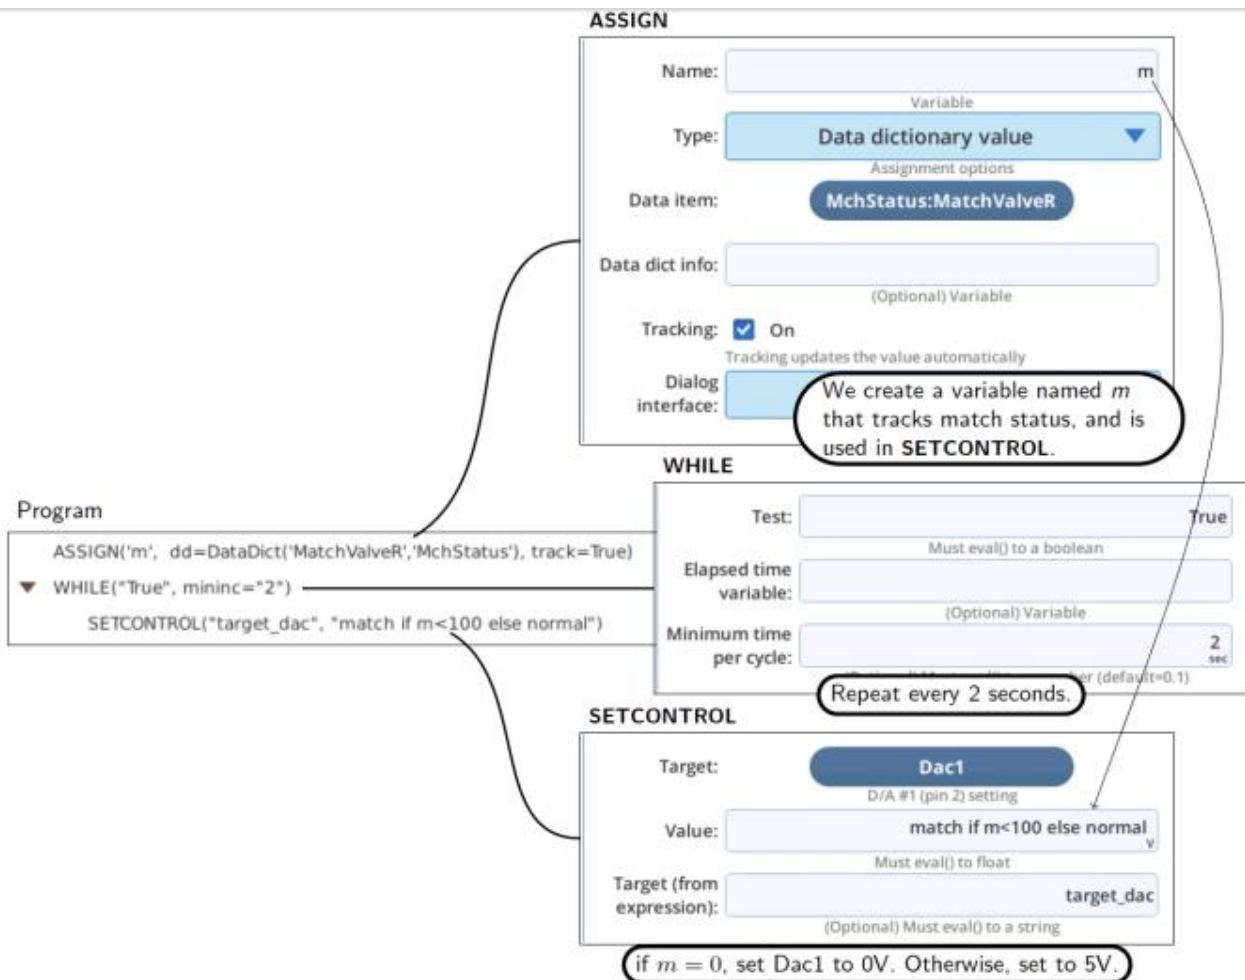 ASSIGN
Name:
m
Variable
Type:
Data dictionary value
Assignment options
Data item:
MchStatus:MatchValveR
Data dict info:
(Optional) Variable
Tracking:
On
Tracking updates the value automatically
Dialog
interface:
We create a variable named m
that tracks match status, and is
used in SETCONTROL.
Program
ASSIGN('m', dd=DataDict('MatchValveR','MchStatus'), track=True)
WHILE("True", mininc="2")
SETCONTROL("target_dac", "match if m<100 else normal")
WHILE
Test:
True
Must eval() to a boolean
Elapsed time
variable:
(Optional) Variable
Minimum time
per cycle:
2
sec
(default=0.1)
Repeat every 2 seconds.
SETCONTROL
Target:
Dac1
D/A #1 (pin 2) setting
Value:
match if m<100 else normal
V
Must eval() to float
Target (from
expression):
target_dac
(Optional) Must eval() to a string
if m = 0, set Dac1 to 0V. Otherwise, set to 5V.